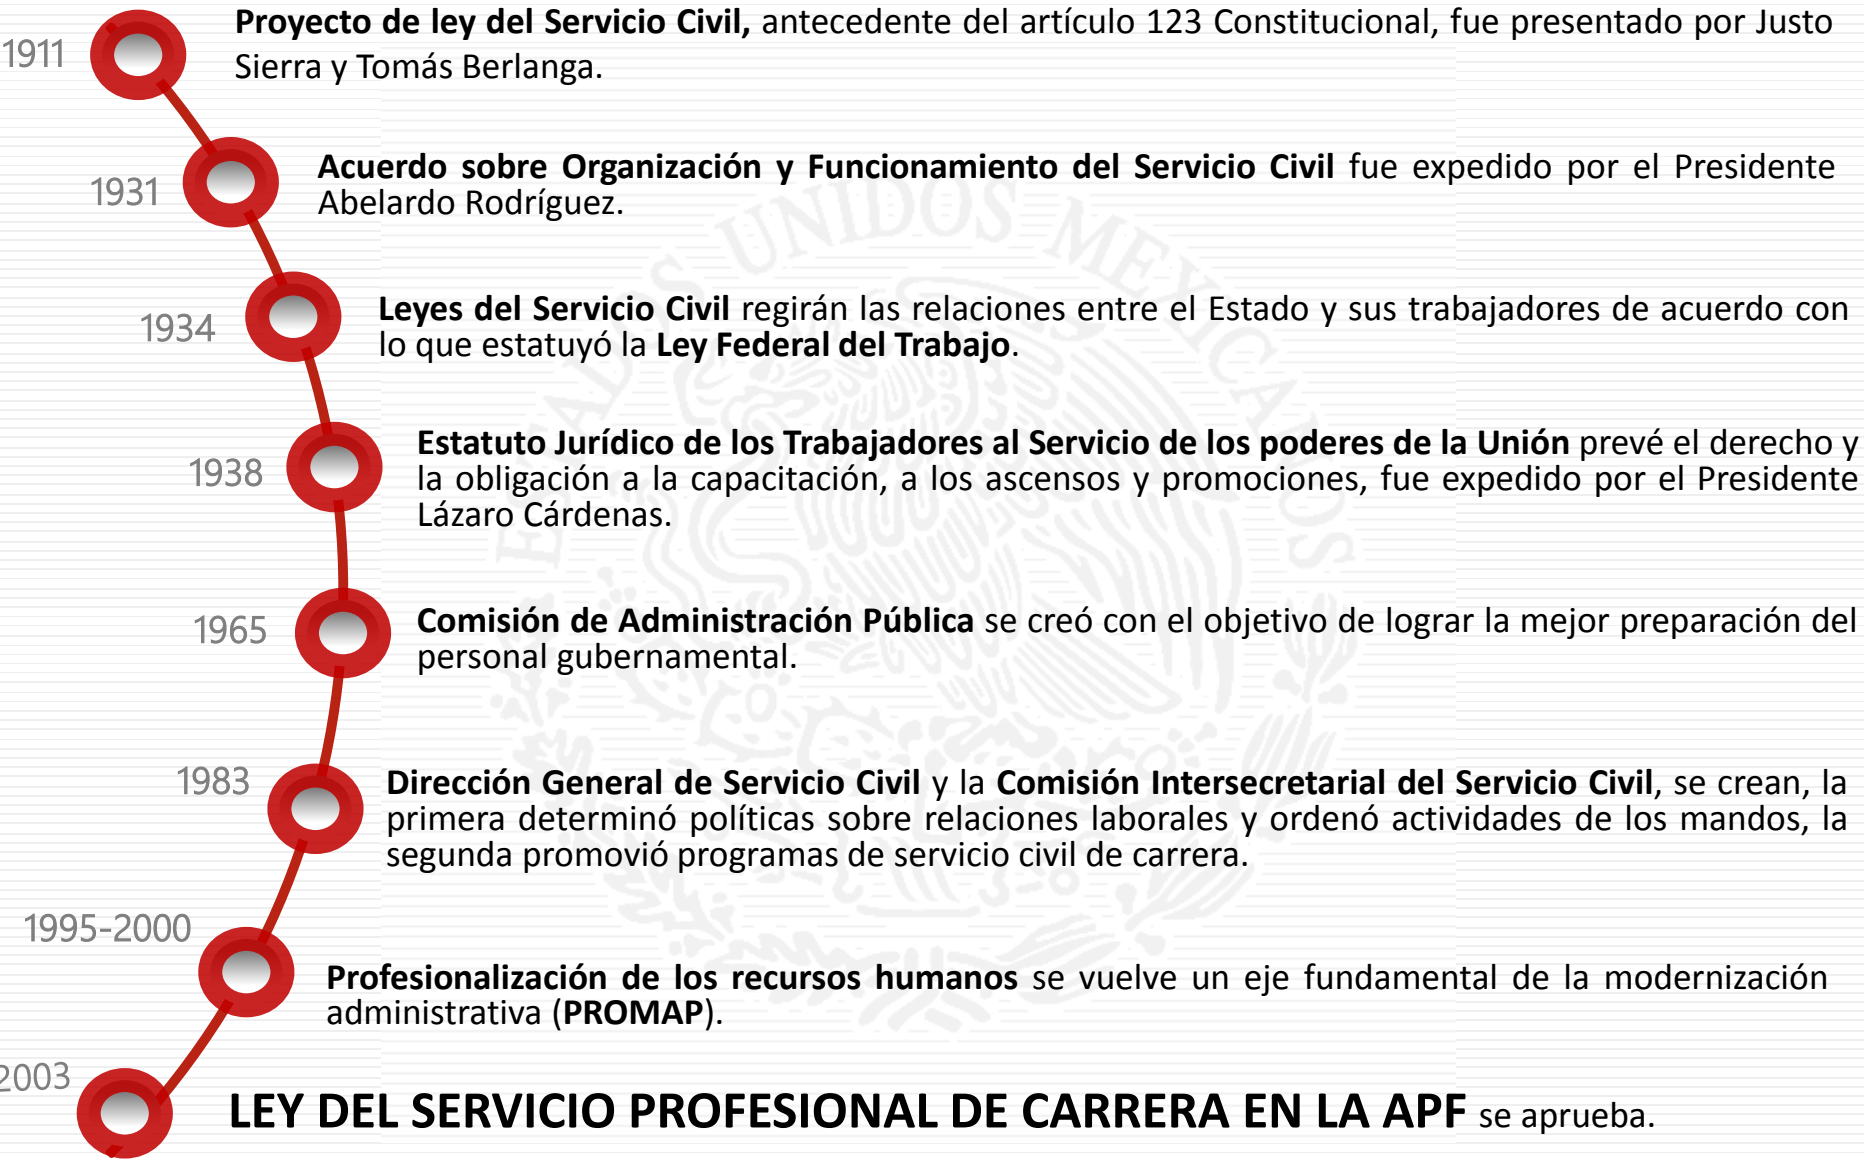 1911
Proyecto de ley del Servicio Civil, antecedente del artículo 123 Constitucional, fue presentado por Justo
Sierra y Tomás Berlanga.
1931
Acuerdo sobre Organización y Funcionamiento del Servicio Civil fue expedido por el Presidente
Abelardo Rodríguez.
1934
Leyes del Servicio Civil regirán las relaciones entre el Estado y sus trabajadores de acuerdo con
lo que estatuyó la Ley Federal del Trabajo.
1938
Estatuto Jurídico de los Trabajadores al Servicio de los poderes de la Unión prevé el derecho y
la obligación a la capacitación, a los ascensos y promociones, fue expedido por el Presidente
Lázaro Cárdenas.
1965
Comisión de Administración Pública se creó con el objetivo de lograr la mejor preparación del
personal gubernamental.
1983
Dirección General de Servicio Civil y la Comisión Intersecretarial del Servicio Civil, se crean, la
primera determinó políticas sobre relaciones laborales y ordenó actividades de los mandos, la
segunda promovió programas de servicio civil de carrera.
1995-2000
Profesionalización de los recursos humanos se vuelve un eje fundamental de la modernización
administrativa (PROMAP).
2003
LEY DEL SERVICIO PROFESIONAL DE CARRERA EN LA APF se aprueba.
ESTADOS UNIDOS MEXICANOS